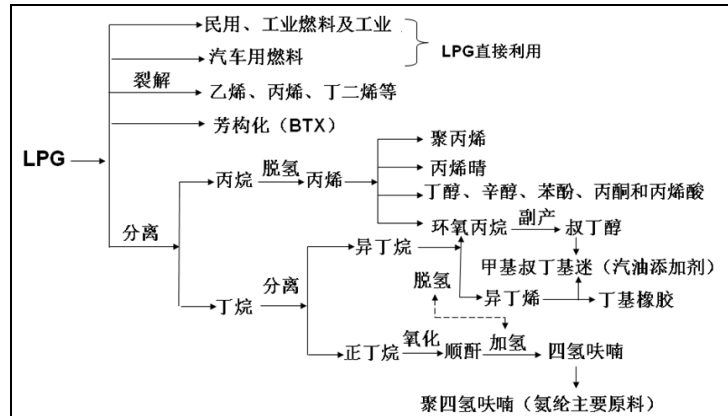 民用、工业燃料及工业
汽车用燃料
LPG直接利用
裂解
乙烯、丙烯、丁二烯等
芳构化（BTX）
LPG
聚丙烯
丙烷
脱氢
丙烯
丙烯腈
丁醇、辛醇、苯酚、丙酮和丙烯酸
环氧丙烷
副产
叔丁醇
分离
异丁烷
甲基叔丁基迷（汽油添加剂）
脱氢
丁烷
分离
异丁烯
丁基橡胶
正丁烷
氧化
顺酐
加氢
四氢呋喃
聚四氢呋喃（氨纶主要原料）